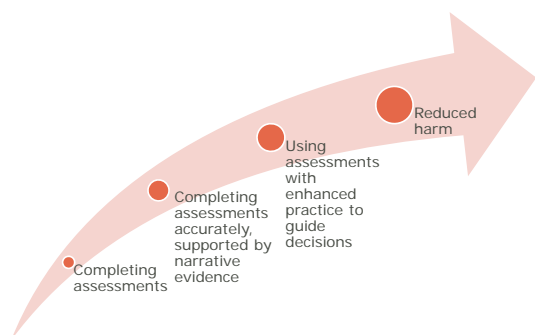 Completing
assessments
Completing
assessments
accurately,
supported by
narrative
evidence
Using
assessments
with
enhanced
practice to
guide
decisions
Reduced
harm